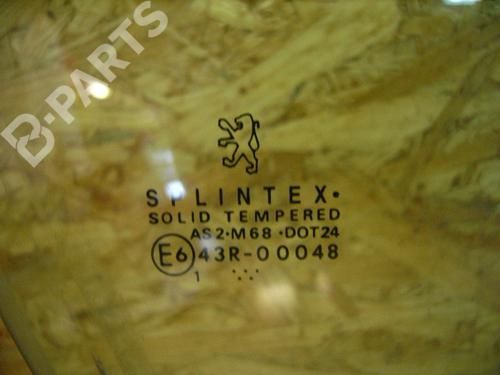 B-PARTS
SPLINTEX•
SOLID TEMPERED
AS2•M68•DOT24
E6 43R-00048
1